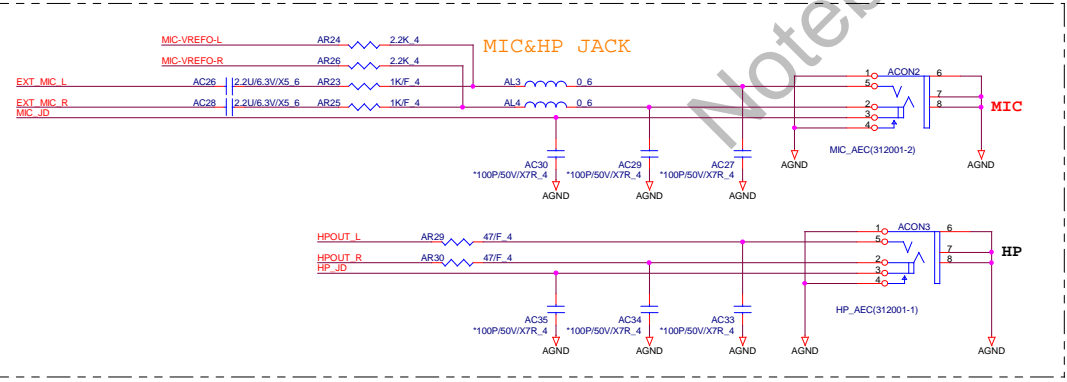 MIC&HP JACK
Noteb
MIC-VREFO-L AR24 2.2K_4
MIC-VREFO-R AR26 2.2K_4
EXT_MIC_L AC26 2.2U/6.3V/X5_6 AR23 1K/F_4 AL3 0_6
EXT_MIC_R AC28 2.2U/6.3V/X5_6 AR25 1K/F_4 AL4 0_6
MIC_JD
1 ACON2 6
5
7
2 8 MIC
3
4
MIC_AEC(312001-2)
AC30 AC29 AC27
*100P/50V/X7R_4 *100P/50V/X7R_4 *100P/50V/X7R_4
AGND AGND
AGND AGND AGND
HPOUT_L AR29 47/F_4
HPOUT_R AR30 47/F_4
HP_JD
1 ACON3 6
5
7 HP
2 8
3
4
HP_AEC(312001-1)
AC35 AC34 AC33
*100P/50V/X7R_4 *100P/50V/X7R_4 *100P/50V/X7R_4
AGND AGND AGND AGND AGND